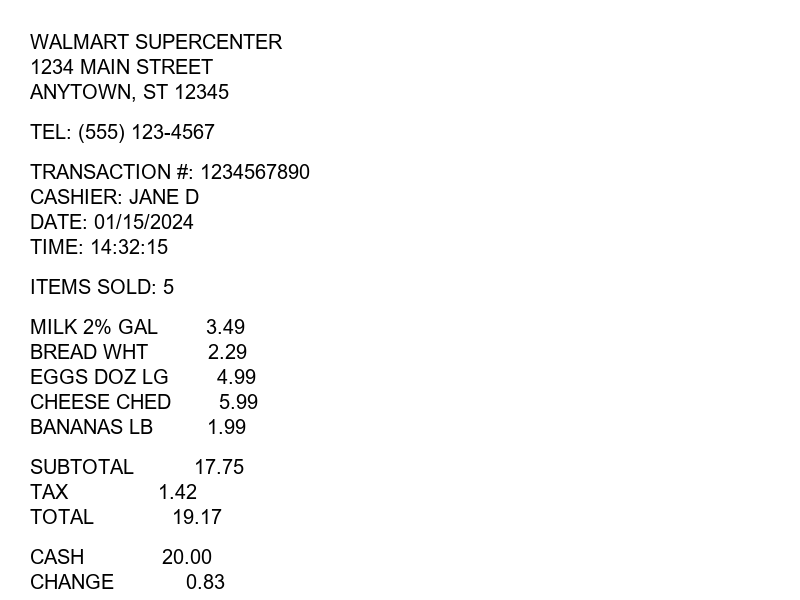 WALMART SUPERCENTER
1234 MAIN STREET
ANYTOWN, ST 12345
TEL: (555) 123-4567
TRANSACTION #: 1234567890
CASHIER: JANE D
DATE: 01/15/2024
TIME: 14:32:15
ITEMS SOLD: 5
MILK 2% GAL 3.49
BREAD WHT 2.29
EGGS DOZ LG 4.99
CHEESE CHED 5.99
BANANAS LB 1.99
SUBTOTAL 17.75
TAX 1.42
TOTAL 19.17
CASH 20.00
CHANGE 0.83